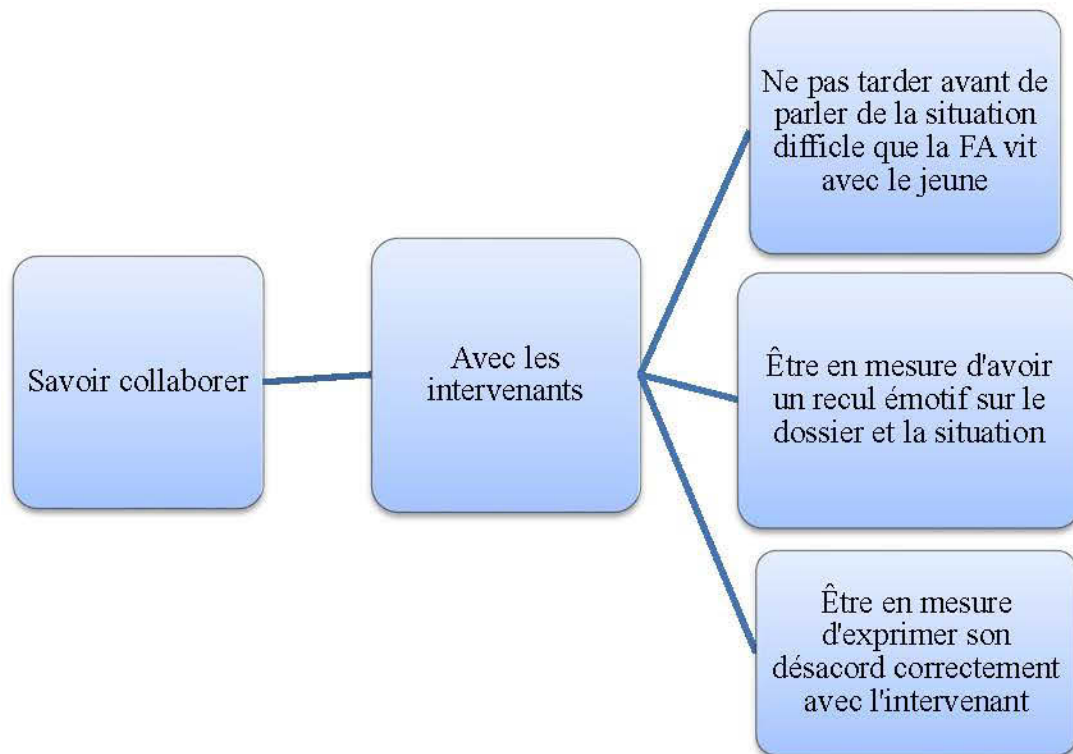 Savoir collaborer
Avec les
intervenants
Ne pas tarder avant de
parler de la situation
difficle que la FA vit
avec le jeune
Être en mesure d'avoir
un recul émotif sur le
dossier et la situation
Être en mesure
d'exprimer son
désacord correctement
avec l'intervenant